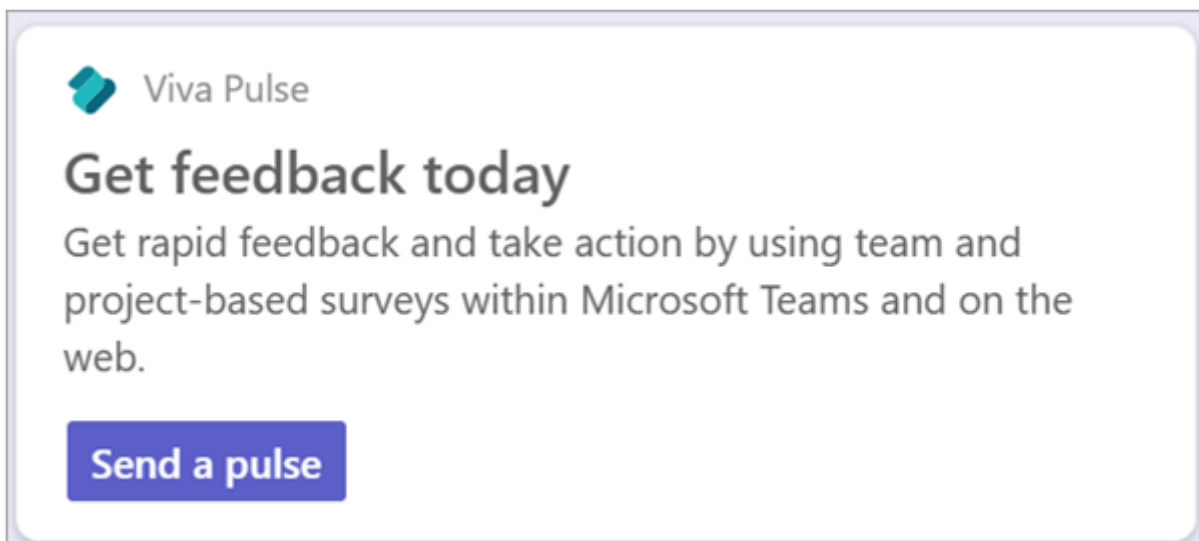 Viva Pulse
Get feedback today
Get rapid feedback and take action by using team and
project-based surveys within Microsoft Teams and on the
web.
Send a pulse